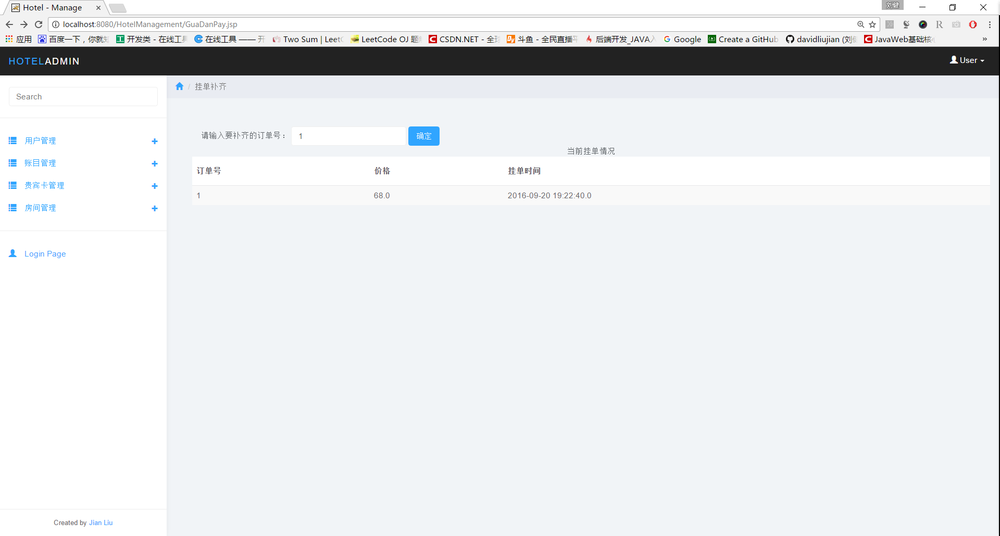 Hotel - Manage
刘健
localhost:8080/HotelManagement/GuaDanPay.jsp
应用 百度一下，你就知 开发类 - 在线工具 在线工具 —— 开 Two Sum | LeetC LeetCode OJ 题 CSDN.NET - 全球 斗鱼 - 全民直播平 后端开发_JAVA入 Google Create a GitHub davidliujian (刘健 JavaWeb基础核心 »
HOTELADMIN
User
Search
挂单补齐
用户管理
账目管理
贵宾卡管理
房间管理
Login Page
请输入要补齐的订单号： 1 确定
当前挂单情况
订单号 价格 挂单时间
1 68.0 2016-09-20 19:22:40.0
Created by Jian Liu